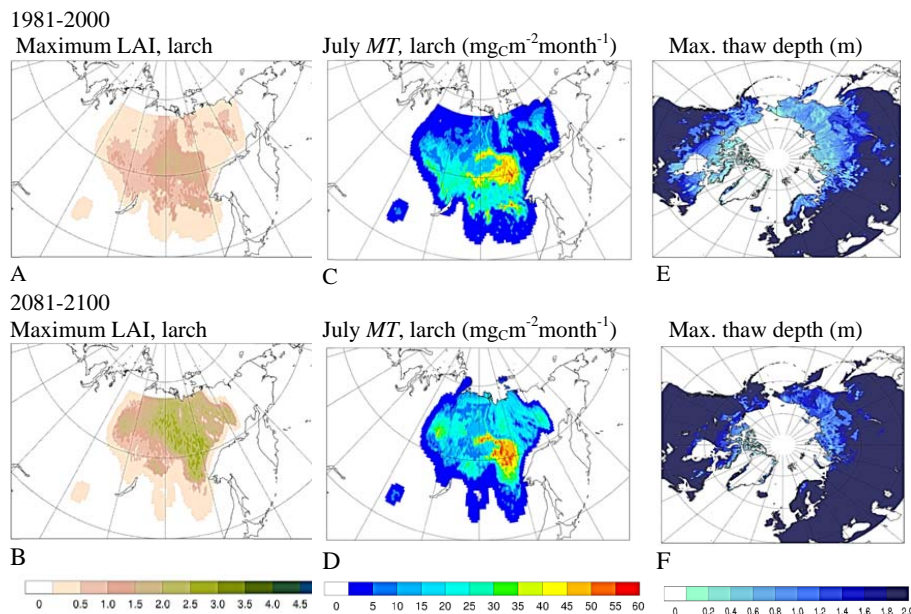 1981-2000
Maximum LAI, larch
July MT, larch (mgCm-2month-1)
Max. thaw depth (m)
A
C
E
2081-2100
Maximum LAI, larch
July MT, larch (mgCm-2month-1)
Max. thaw depth (m)
B
D
F
0 0.5 1.0 1.5 2.0 2.5 3.0 3.5 4.0 4.5
0 5 10 15 20 25 30 35 40 45 50 55 60
0 0.2 0.4 0.6 0.8 1.0 1.2 1.4 1.6 1.8